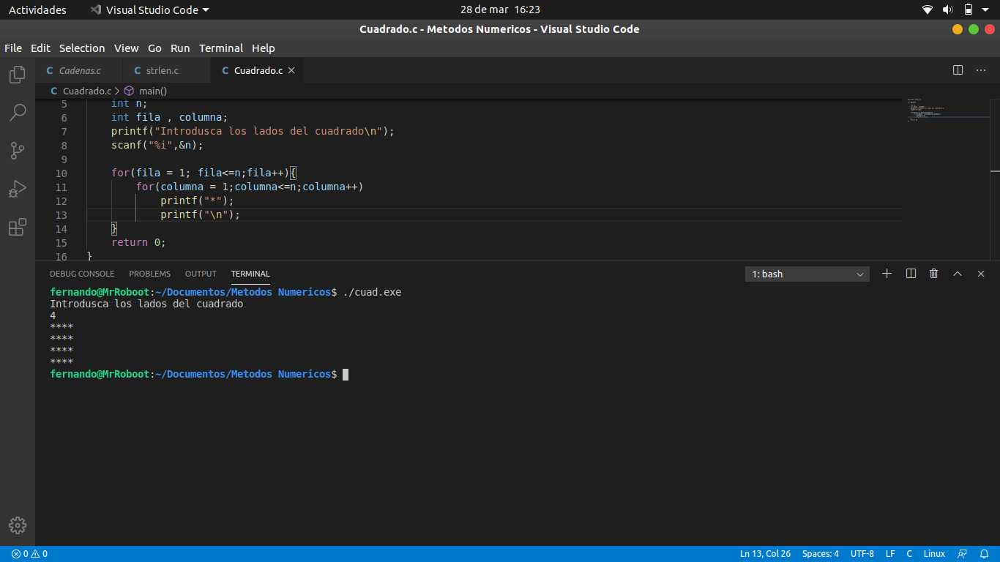 Actividades Visual Studio Code 28 de mar 16:23
Cuadrado.c - Metodos Numericos - Visual Studio Code
File Edit Selection View Go Run Terminal Help
C Cadenas.c C strlen.c C Cuadrado.c
C Cuadrado.c > main()
5 int n;
6 int fila , columna;
7 printf("Introdusca los lados del cuadrado\n");
8 scanf("%i",&n);
9
10 for(fila = 1; fila<=n;fila++){
11 for(columna = 1;columna<=n;columna++)
12 printf("*");
13 printf("\n");
14 }
15 return 0;
16 }
DEBUG CONSOLE PROBLEMS OUTPUT TERMINAL 1: bash
fernando@MrRoboot:~/Documentos/Metodos Numericos$ ./cuad.exe
Introdusca los lados del cuadrado
4
****
****
****
****
fernando@MrRoboot:~/Documentos/Metodos Numericos$
0 0 Ln 13, Col 26 Spaces: 4 UTF-8 LF C Linux